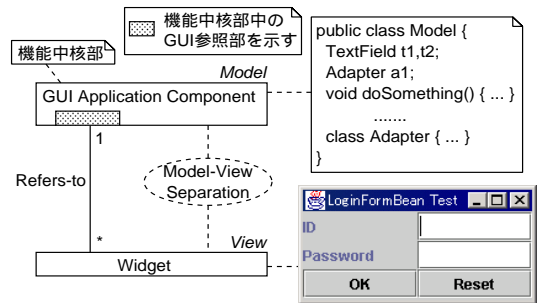 機能中核部中の
GUI参照部を示す
機能中核部
Model
GUI Application Component
1
Refers-to
Model-View
Separation
*
View
Widget
public class Model {
TextField t1,t2;
Adapter a1;
void doSomething() { ... }
.......
class Adapter { ... }
}
LoginFormBean Test
ID
Password
OK
Reset